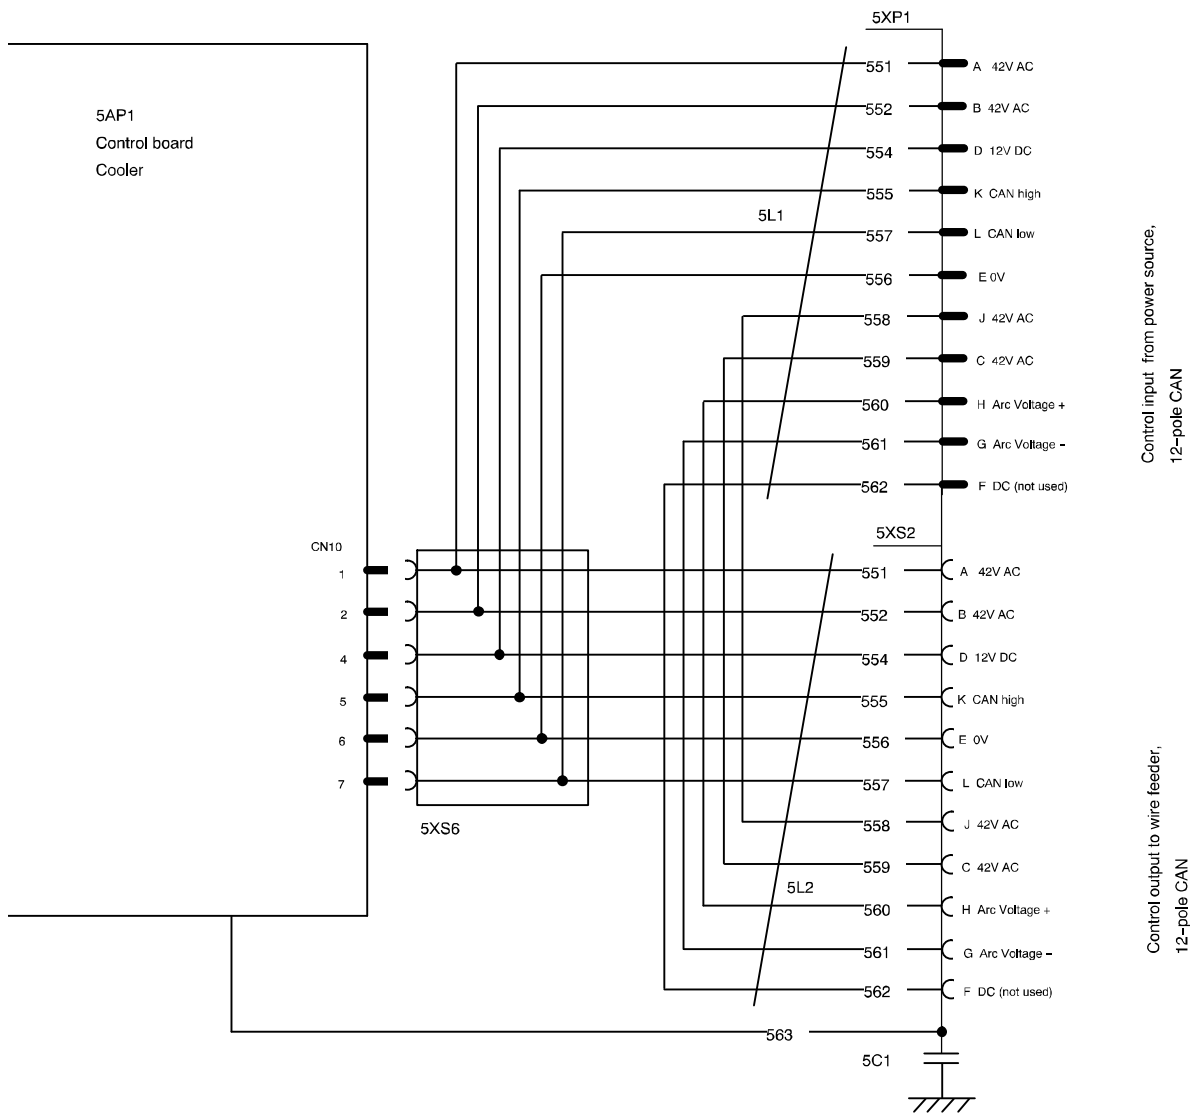 5XP1
551 A 42V AC
5AP1
Control board
Cooler
552 B 42V AC
554 D 12V DC
555 K CAN high
5L1
557 L CAN low
556 E 0V
558 J 42V AC
559 C 42V AC
560 H Arc Voltage +
561 G Arc Voltage −
562 F DC (not used)
Control input from power source,
12−pole CAN
5XS2
CN10
1 551 A 42V AC
2 552 B 42V AC
4 554 D 12V DC
5 555 K CAN high
6 556 E 0V
7 557 L CAN low
5XS6
558 J 42V AC
559 C 42V AC
5L2
560 H Arc Voltage +
561 G Arc Voltage −
562 F DC (not used)
Control output to wire feeder,
12−pole CAN
563
5C1